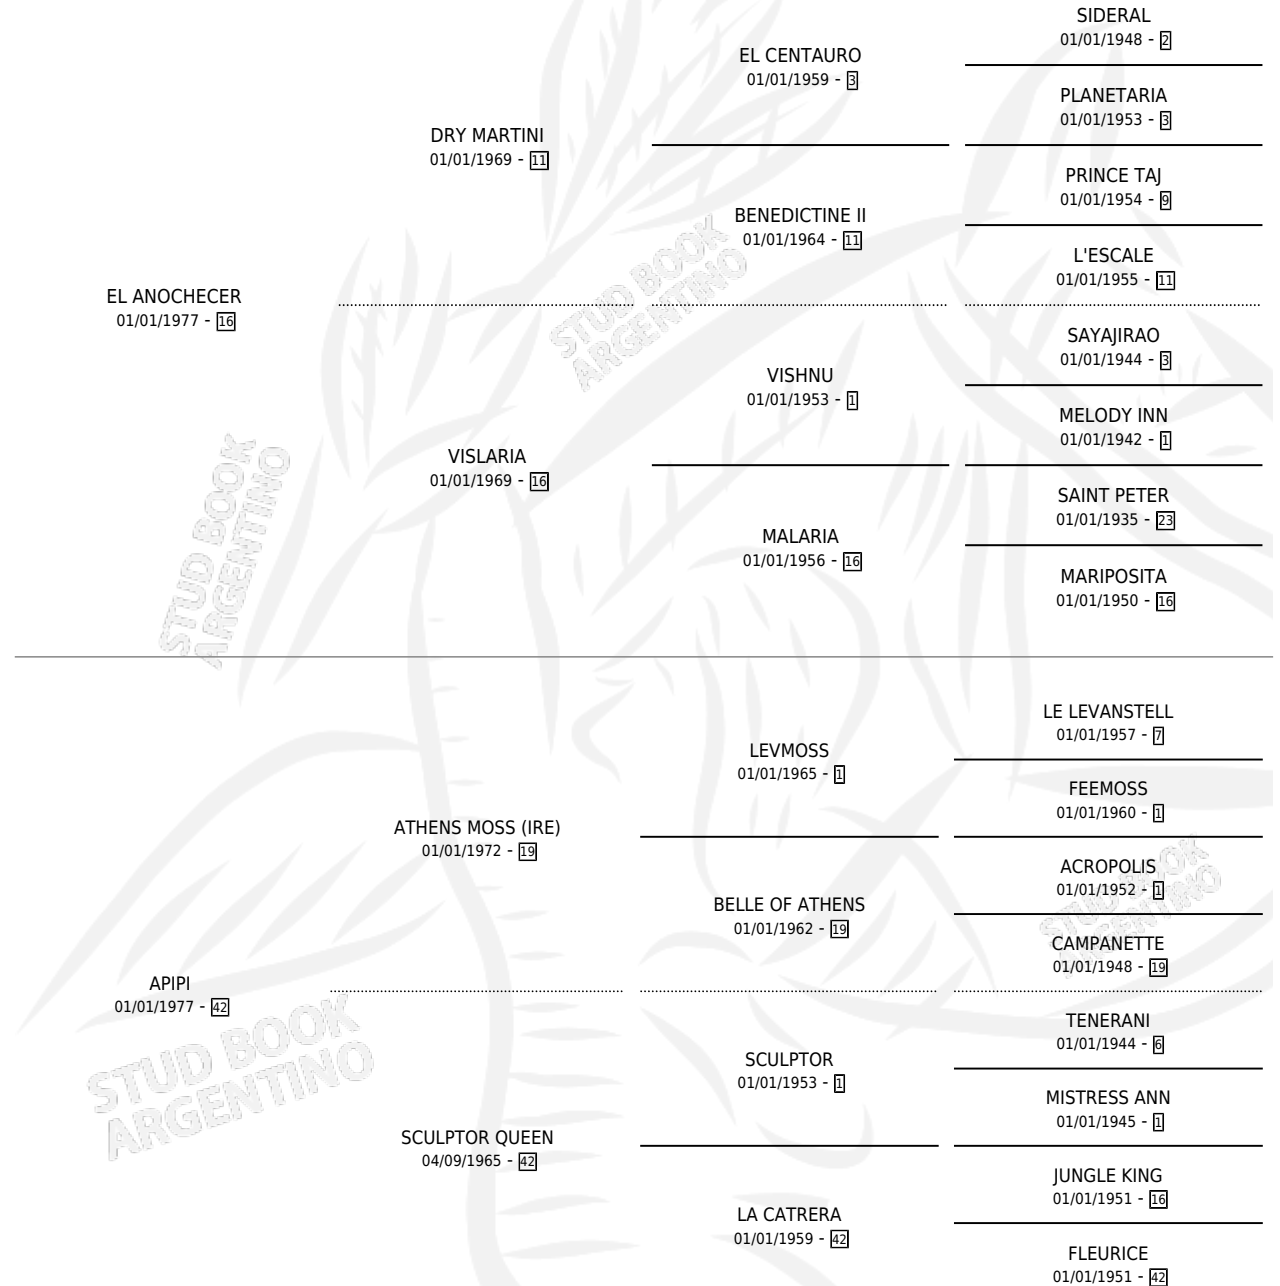 SIDERAL
01/01/1948 - 2
EL CENTAURO
01/01/1959 - 3
PLANETARIA
01/01/1953 - 3
DRY MARTINI
01/01/1969 - 11
PRINCE TAJ
01/01/1954 - 9
BENEDICTINE II
01/01/1964 - 11
L'ESCALE
01/01/1955 - 11
EL ANOCHECER
01/01/1977 - 16
STUD BOOK
ARGENTINO
SAYAJIRAO
01/01/1944 - 3
VISHNU
01/01/1953 - 1
MELODY INN
01/01/1942 - 1
VISLARIA
01/01/1969 - 16
SAINT PETER
01/01/1935 - 23
MALARIA
01/01/1956 - 16
MARIPOSITA
01/01/1950 - 16
STUD BOOK
ARGENTINO
LE LEVANSTELL
01/01/1957 - 7
LEVMOSS
01/01/1965 - 1
FEEMOSS
01/01/1960 - 1
ATHENS MOSS (IRE)
01/01/1972 - 19
ACROPOLIS
01/01/1952 - 1
BELLE OF ATHENS
01/01/1962 - 19
STUD BOOK
ARGENTINO
CAMPANETTE
01/01/1948 - 19
APIPI
01/01/1977 - 42
TENERANI
01/01/1944 - 6
SCULPTOR
01/01/1953 - 1
MISTRESS ANN
01/01/1945 - 1
STUD BOOK
ARGENTINO
SCULPTOR QUEEN
04/09/1965 - 42
JUNGLE KING
01/01/1951 - 16
LA CATRERA
01/01/1959 - 42
FLEURICE
01/01/1951 - 42